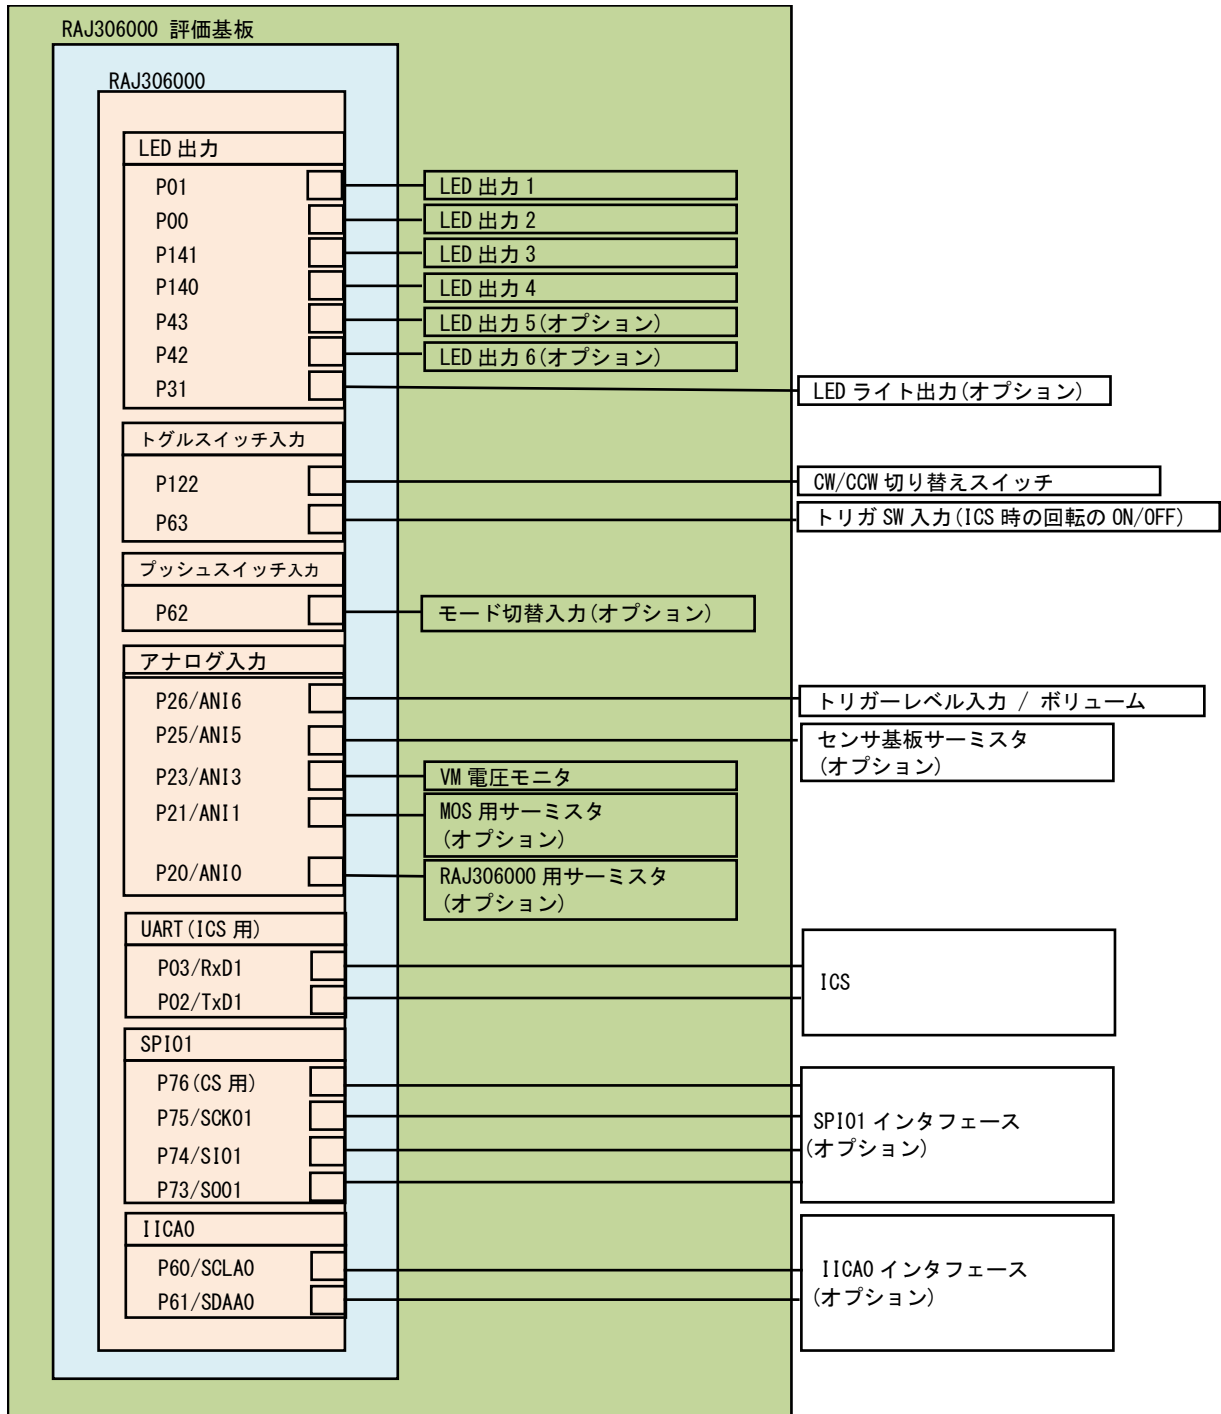 RAJ306000 評価基板
RAJ306000
LED 出力
P01
LED 出力 1
P00
LED 出力 2
P141
LED 出力 3
P140
LED 出力 4
P43
LED 出力 5(オプション)
P42
LED 出力 6(オプション)
P31
LED ライト出力(オプション)
トグルスイッチ入力
P122
CW/CCW 切り替えスイッチ
P63
トリガ SW 入力(ICS 時の回転の ON/OFF)
プッシュスイッチ入力
P62
モード切替入力(オプション)
アナログ入力
P26/ANI6
トリガーレベル入力 / ボリューム
P25/ANI5
センサ基板サーミスタ
(オプション)
P23/ANI3
VM 電圧モニタ
P21/ANI1
MOS 用サーミスタ
(オプション)
P20/ANI0
RAJ306000 用サーミスタ
(オプション)
UART(ICS 用)
P03/RxD1
P02/TxD1
ICS
SPI01
P76(CS 用)
P75/SCK01
P74/SI01
P73/SO01
SPI01 インタフェース
(オプション)
IICA0
P60/SCLA0
P61/SDAA0
IICA0 インタフェース
(オプション)